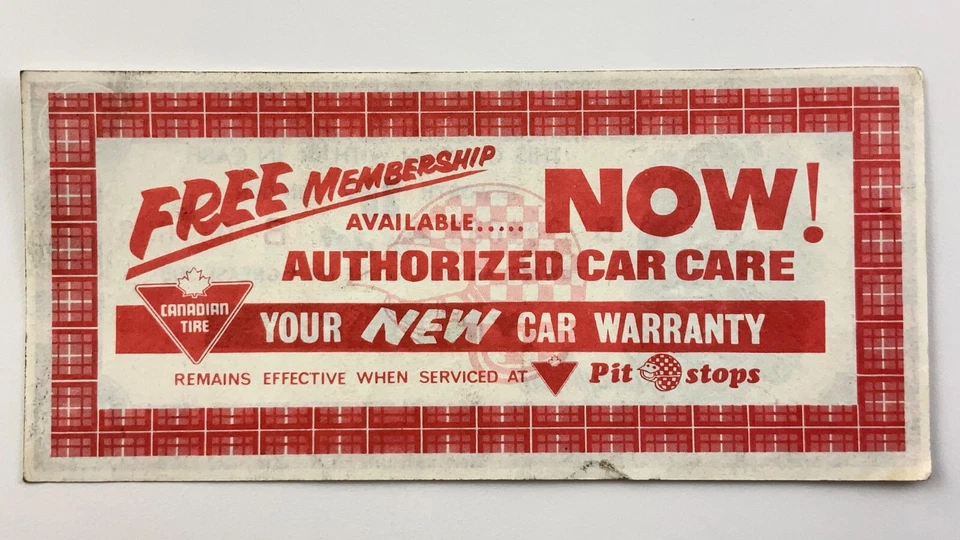 FREE MEMBERSHIP
AVAILABLE..... NOW!
AUTHORIZED CAR CARE
CANADIAN
TIRE
YOUR NEW CAR WARRANTY
REMAINS EFFECTIVE WHEN SERVICED AT Pit stops